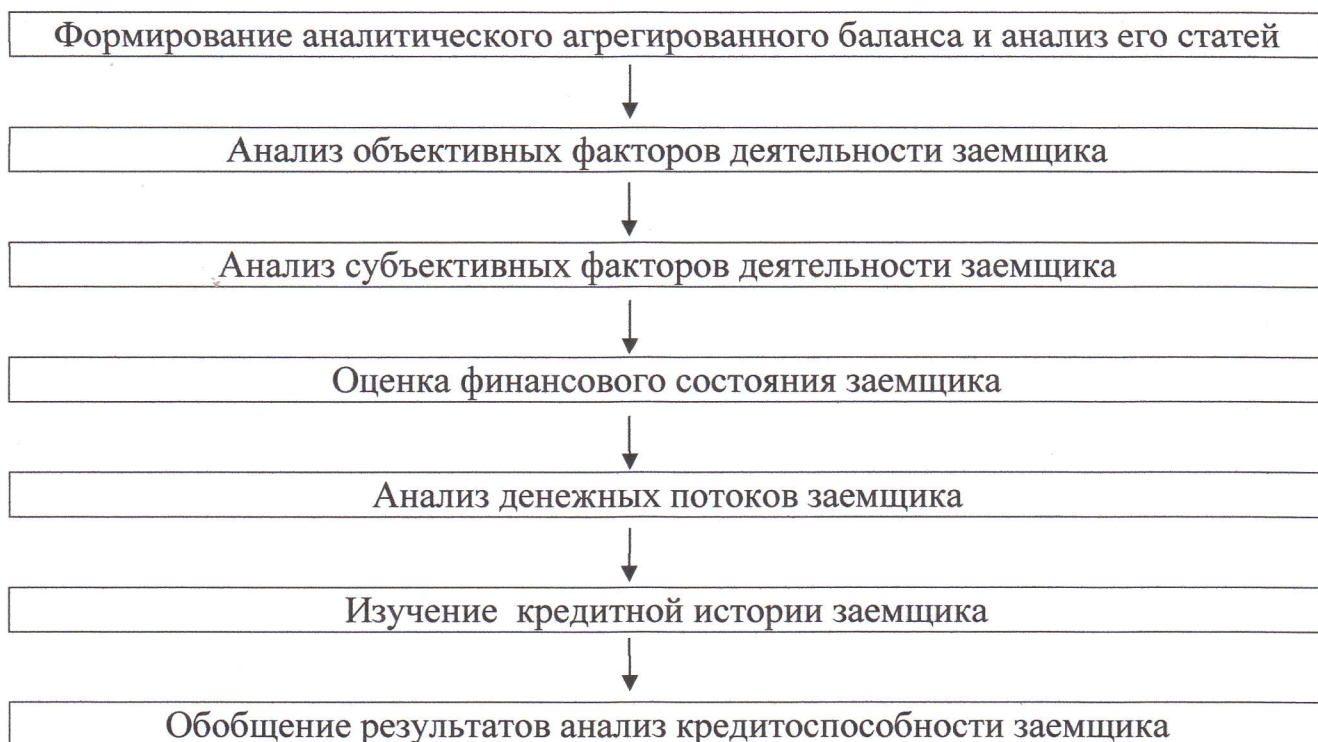 Формирование аналитического агрегированного баланса и анализ его статей
Анализ объективных факторов деятельности заемщика
Анализ субъективных факторов деятельности заемщика
Оценка финансового состояния заемщика
Анализ денежных потоков заемщика
Изучение кредитной истории заемщика
Обобщение результатов анализ кредитоспособности заемщика